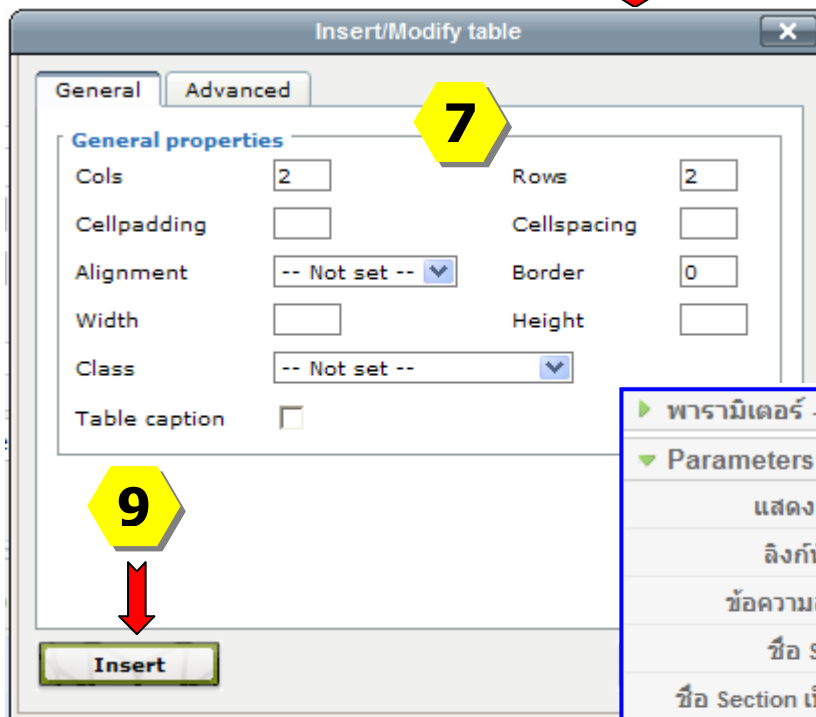 Insert/Modify table
General Advanced
7
General properties
Cols 2 Rows 2
Cellpadding Cellspacing
Alignment -- Not set -- Border 0
Width Height
Class -- Not set --
Table caption
9
Insert
พารามิเตอร์ -
Parameters
แสดง
ลิงก์
ข้อความ
ชื่อ S
ชื่อ Section